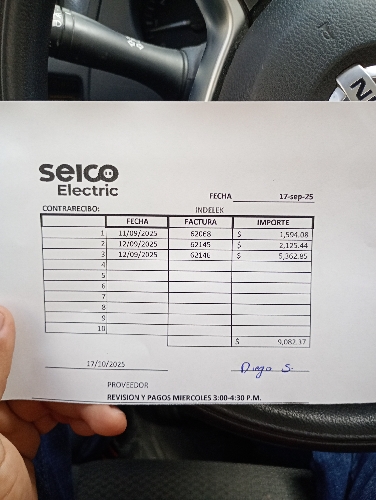 seico
Electric
FECHA 17-sep-25
CONTRARECIBO: INDELEK
FECHA FACTURA IMPORTE
1 11/09/2025 62068 $ 1,594.08
2 12/09/2025 62145 $ 2,125.44
3 12/09/2025 62146 $ 5,362.85
4
5
6
7
8
9
10
$ 9,082.37
17/10/2025 Diego S.
PROVEEDOR
REVISION Y PAGOS MIERCOLES 3:00-4:30 P.M.
NI